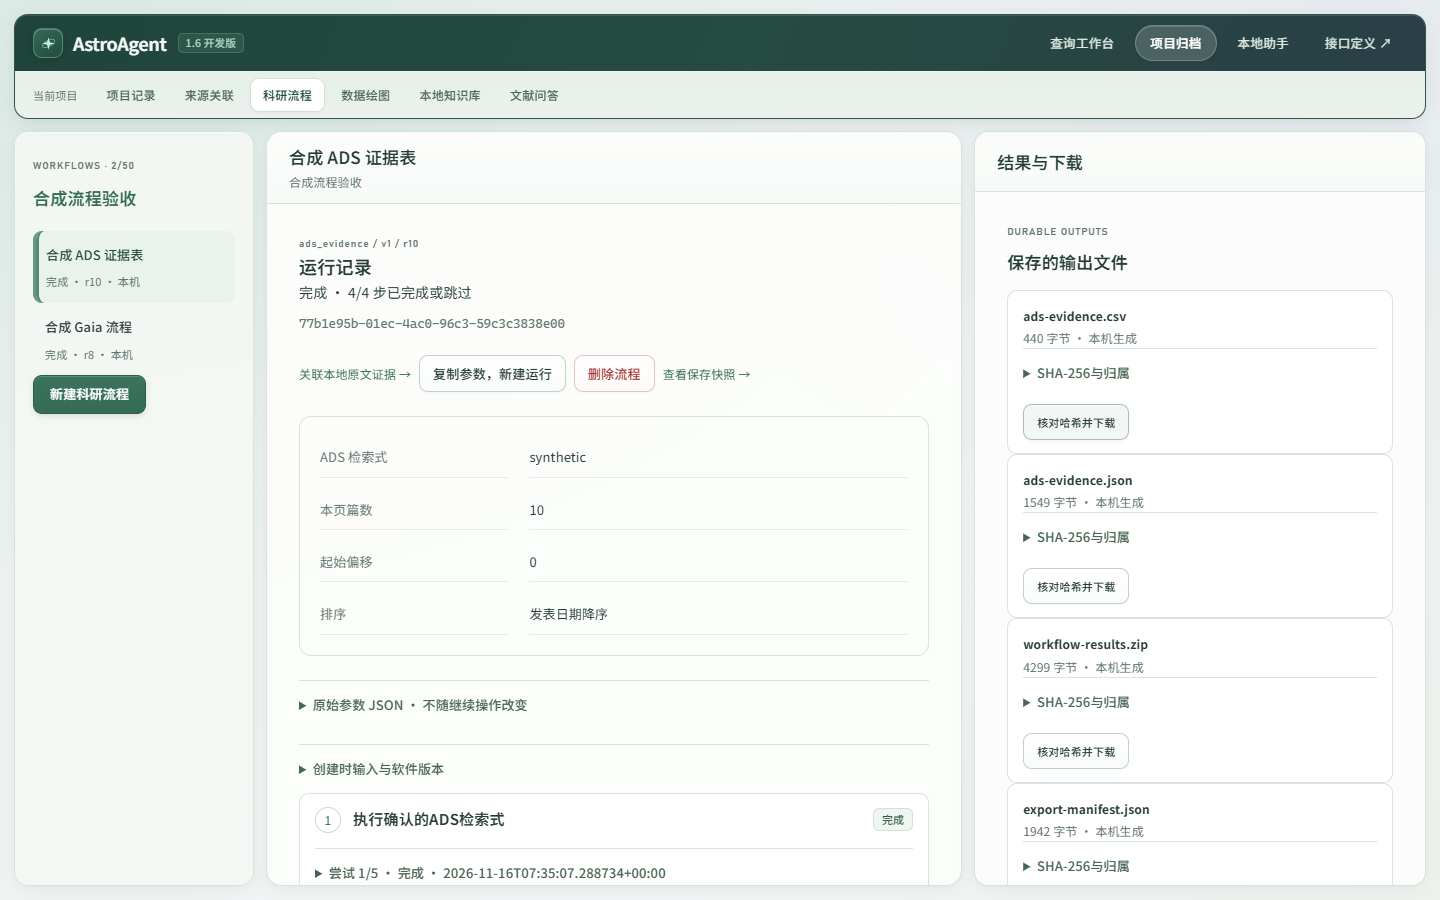 AstroAgent
1.6 开发版
查询工作台
项目归档
本地助手
接口定义 ↗
当前项目
项目记录
来源关联
科研流程
数据绘图
本地知识库
文献问答
WORKFLOWS · 2/50
合成流程验收
合成 ADS 证据表
完成 · r10 · 本机
合成 Gaia 流程
完成 · r8 · 本机
新建科研流程
合成 ADS 证据表
合成流程验收
ads_evidence / v1 / r10
运行记录
完成 · 4/4 步已完成或跳过
77b1e95b-01ec-4ac0-96c3-59c3c3838e00
关联本地原文证据 →
复制参数，新建运行
删除流程
查看保存快照 →
ADS 检索式
synthetic
本页篇数
10
起始偏移
0
排序
发表日期降序
▶ 原始参数 JSON · 不随继续操作改变
▶ 创建时输入与软件版本
1
执行确认的ADS检索式
完成
▶ 尝试 1/5 · 完成 · 2026-11-16T07:35:07.288734+00:00
结果与下载
DURABLE OUTPUTS
保存的输出文件
ads-evidence.csv
440 字节 · 本机生成
▶ SHA-256与归属
核对哈希并下载
ads-evidence.json
1549 字节 · 本机生成
▶ SHA-256与归属
核对哈希并下载
workflow-results.zip
4299 字节 · 本机生成
▶ SHA-256与归属
核对哈希并下载
export-manifest.json
1942 字节 · 本机生成
▶ SHA-256与归属